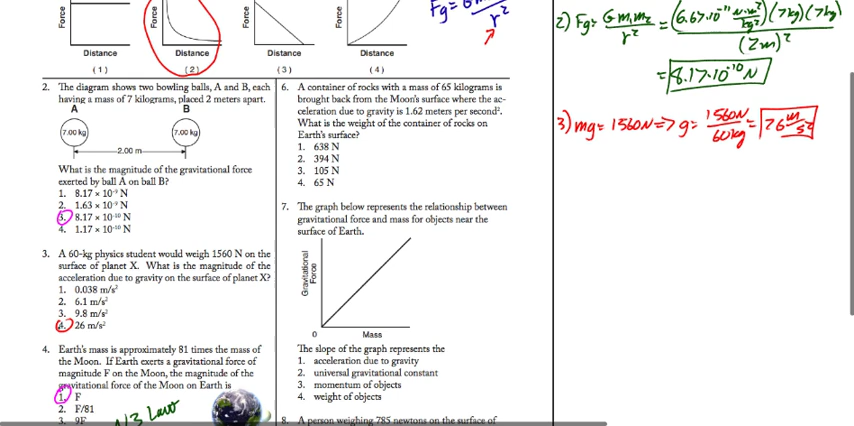 Force
Force
Force
Force
Distance
Distance
Distance
Distance
(1)
(2)
(3)
(4)
Fg=
r²
2. The diagram shows two bowling balls, A and B, each
having a mass of 7 kilograms, placed 2 meters apart.
A
B
7.00 kg
7.00 kg
2.00 m
What is the magnitude of the gravitational force
exerted by ball A on ball B?
1. 8.17 × 10⁻⁹ N
2. 1.63 × 10⁻⁹ N
3. 8.17 × 10⁻¹⁰ N
4. 1.17 × 10⁻¹⁰ N
3. A 60-kg physics student would weigh 1560 N on the
surface of planet X. What is the magnitude of the
acceleration due to gravity on the surface of planet X?
1. 0.038 m/s²
2. 6.1 m/s²
3. 9.8 m/s²
4. 26 m/s²
4. Earth's mass is approximately 81 times the mass of
the Moon. If Earth exerts a gravitational force of
magnitude F on the Moon, the magnitude of the
gravitational force of the Moon on Earth is
1. F
2. F/81
3. 9F
N3 Law
6. A container of rocks with a mass of 65 kilograms is
brought back from the Moon's surface where the ac-
celeration due to gravity is 1.62 meters per second².
What is the weight of the container of rocks on
Earth's surface?
1. 638 N
2. 394 N
3. 105 N
4. 65 N
7. The graph below represents the relationship between
gravitational force and mass for objects near the
surface of Earth.
Gravitational
Force
0
Mass
The slope of the graph represents the
1. acceleration due to gravity
2. universal gravitational constant
3. momentum of objects
4. weight of objects
8. A person weighing 785 newtons on the surface of
2) Fg = Gm₁m₂/r² = (6.67·10⁻¹¹ N·m²/kg²)(7kg)(7kg)/(2m)²
= 8.17·10⁻¹⁰ N
3) mg = 1560N => g = 1560N/60kg = 26 m/s²